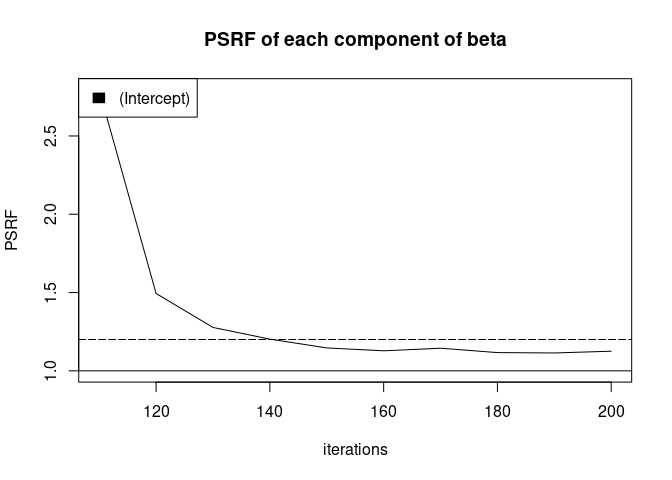 PSRF of each component of beta
(Intercept)
PSRF
2.5
2.0
1.5
1.0
120 140 160 180 200
iterations